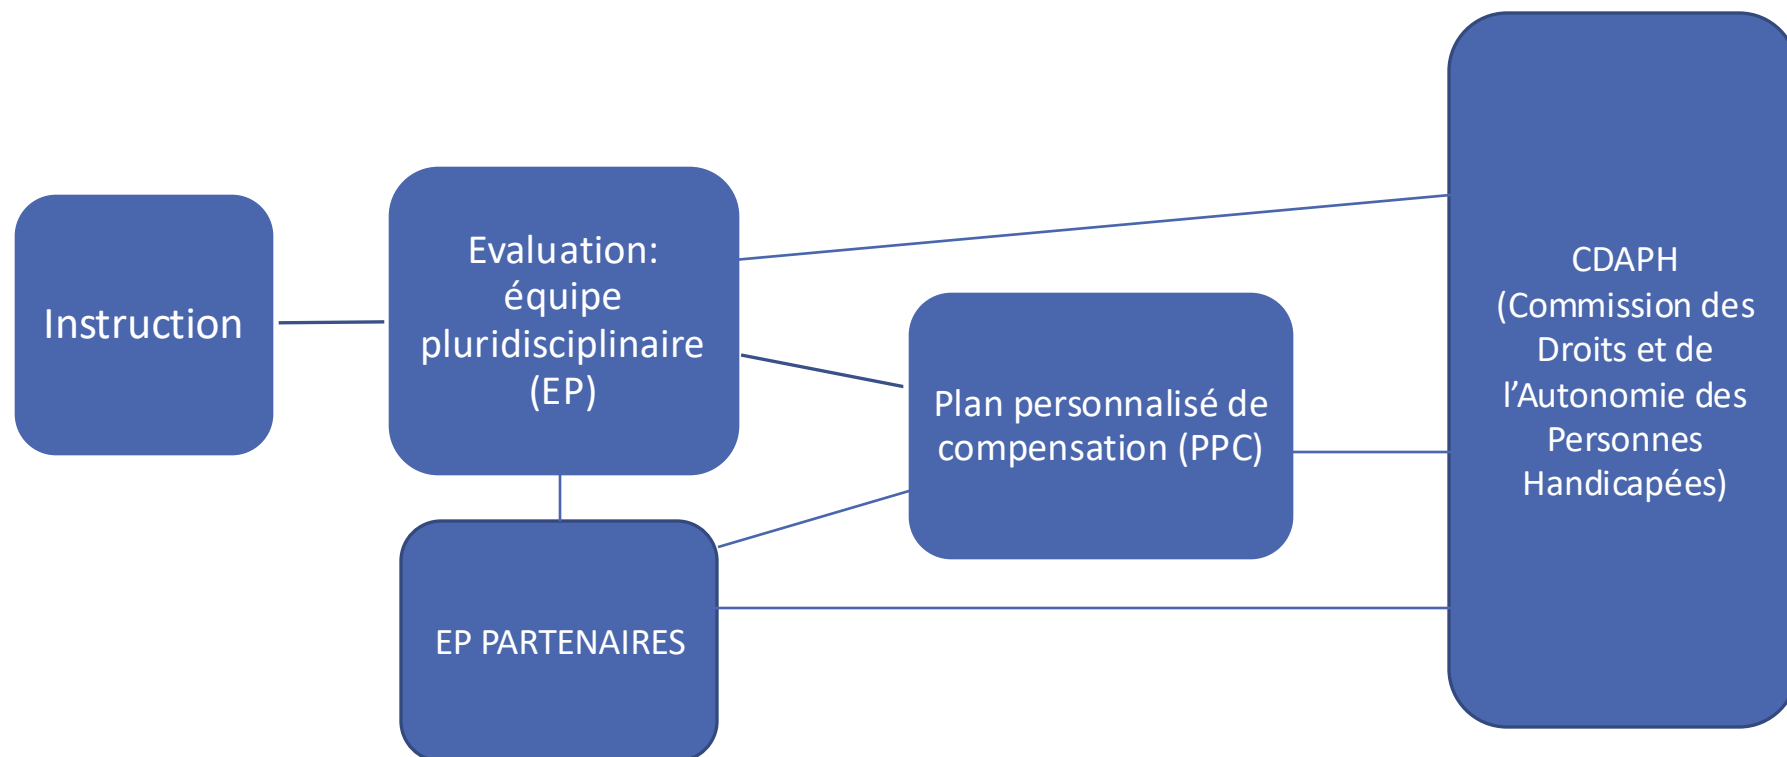 Instruction
Evaluation:
équipe
pluridisciplinaire
(EP)
EP PARTENAIRES
Plan personnalisé de
compensation (PPC)
CDAPH
(Commission des
Droits et de
l’Autonomie des
Personnes
Handicapées)